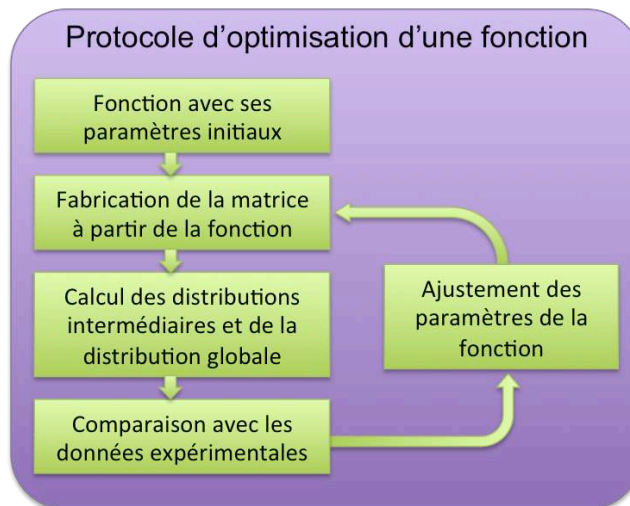 Protocole d'optimisation d'une fonction
Fonction avec ses
paramètres initiaux
Fabrication de la matrice
à partir de la fonction
Calcul des distributions
intermédiaires et de la
distribution globale
Comparaison avec les
données expérimentales
Ajustement des
paramètres de la
fonction